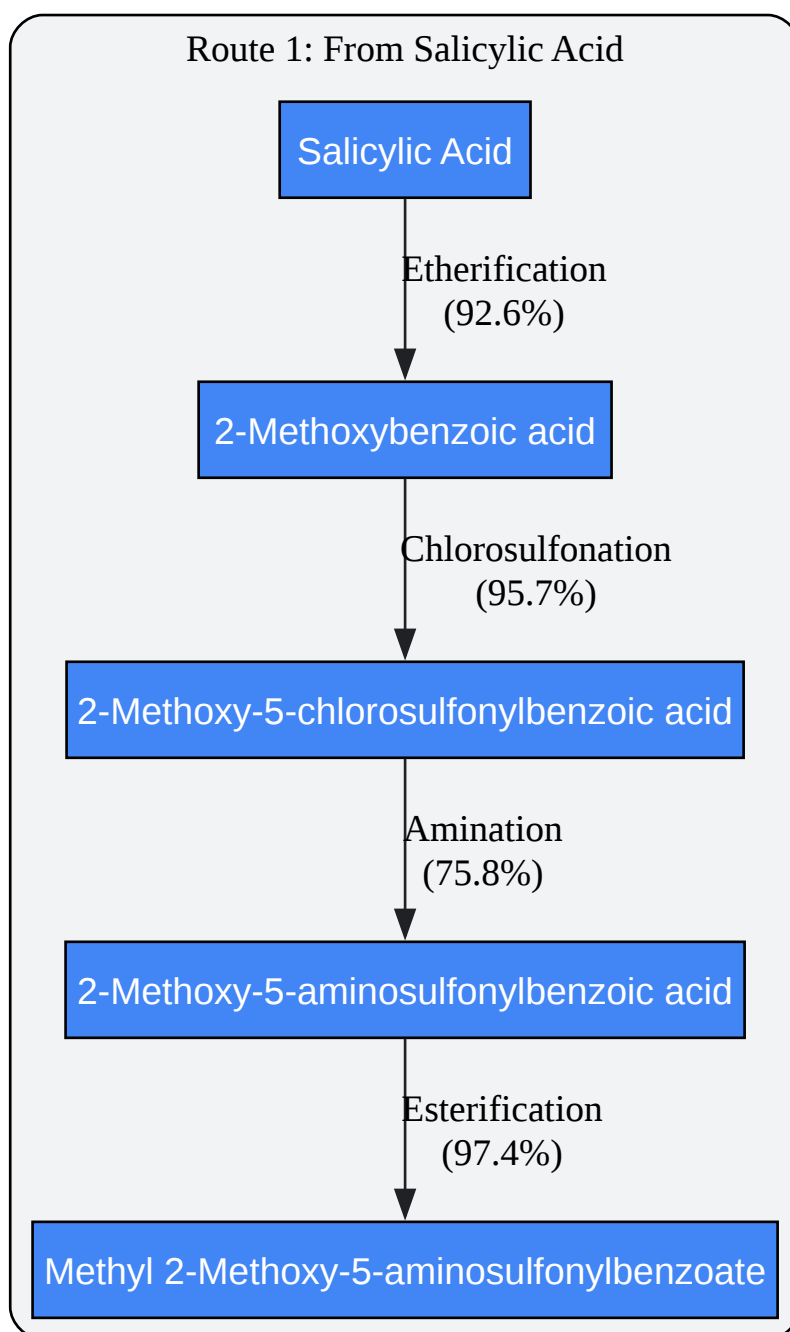 Route 1: From Salicylic Acid
Salicylic Acid
Etherification
(92.6%)
2-Methoxybenzoic acid
Chlorosulfonation
(95.7%)
2-Methoxy-5-chlorosulfonylbenzoic acid
Amination
(75.8%)
2-Methoxy-5-aminosulfonylbenzoic acid
Esterification
(97.4%)
Methyl 2-Methoxy-5-aminosulfonylbenzoate